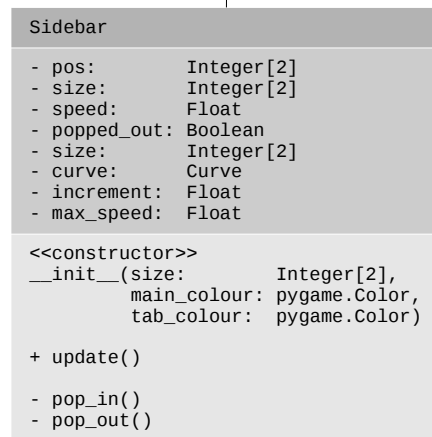 Sidebar
- pos:        Integer[2]
- size:       Integer[2]
- speed:      Float
- popped_out: Boolean
- size:       Integer[2]
- curve:      Curve
- increment:  Float
- max_speed:  Float
<<constructor>>
__init__(size:        Integer[2],
         main_colour: pygame.Color,
         tab_colour:  pygame.Color)
+ update()
- pop_in()
- pop_out()